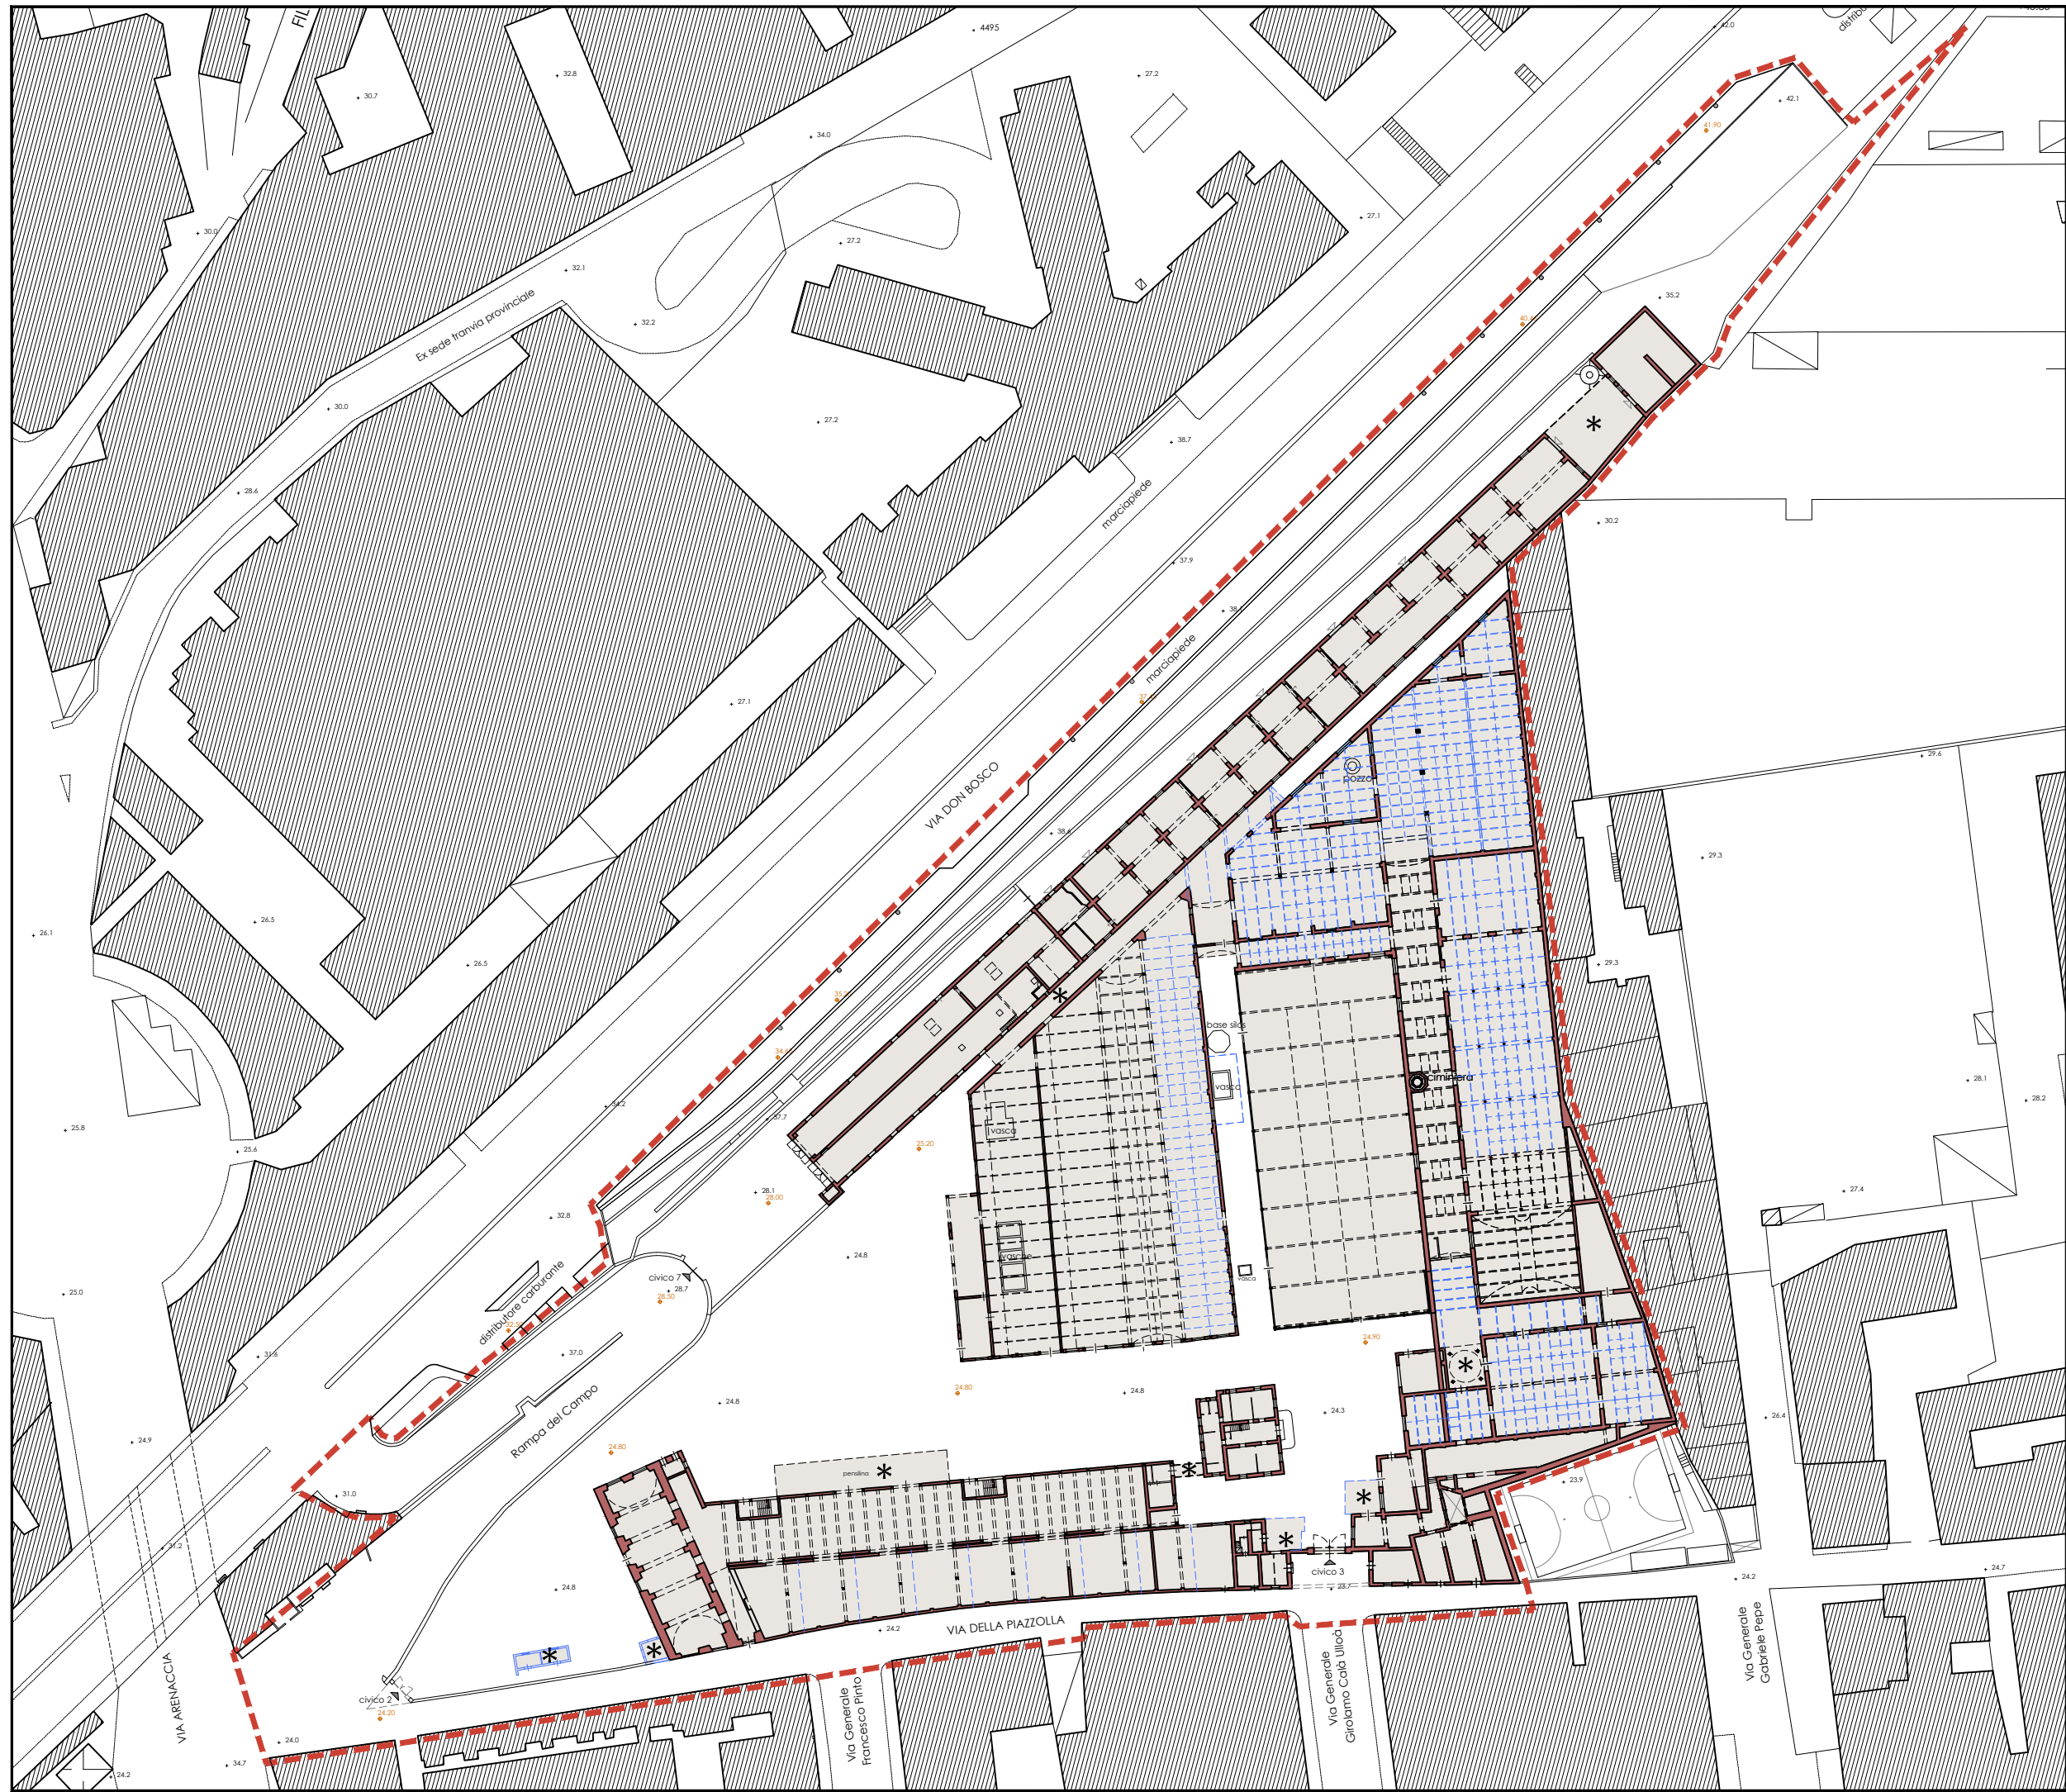 FIL
4495
42.0
distribu
32.8
27.2
30.7
42.1
34.0
41.90
30.0
27.1
27.2
32.1
35.2
Ex sede tranvia provinciale
32.2
30.0
27.2
38.7
*
28.6
marciapiede
30.2
37.9
marciapiede
27.1
29.6
pozzo
VIA DON BOSCO
38.6
29.3
26.5
26.1
26.5
29.3
*
base silos
ciminiera
28.1
vasca
34.2
37.7
28.2
25.8
vasca
25.20
25.6
27.4
28.1
28.00
32.8
24.8
vasche
distributore carburante
civico 7
vasca
28.7
25.0
28.50
24.90
31.6
37.0
*
24.80
24.8
Rampa del Campo
24.8
24.3
26.4
24.9
24.80
pensilina
*
*
23.9
31.0
*
*
31.2
civico 3
24.7
24.8
24.2
VIA DELLA PIAZZOLLA
24.2
*
*
Via Generale
Gabriele Pepe
VIA ARENACCIA
civico 2
Via Generale
Francesco Pinto
Via Generale
Girolamo Calà Ulloà
24.20
24.0
34.7
24.2